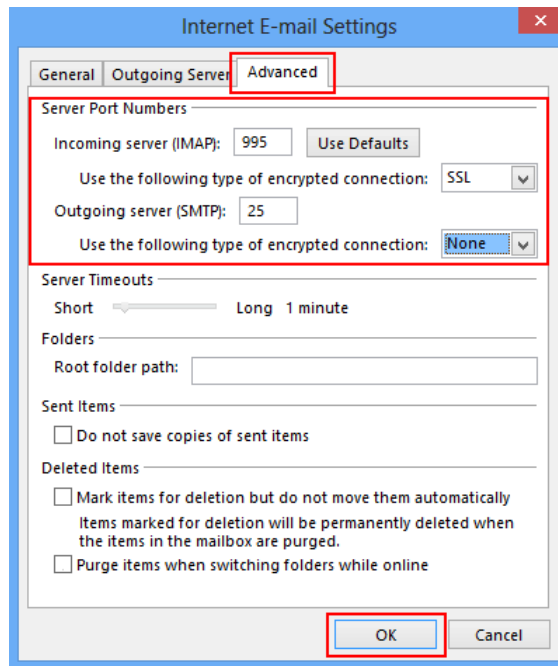 Internet E-mail Settings
General Outgoing Server Advanced
Server Port Numbers
Incoming server (IMAP): 995 Use Defaults
Use the following type of encrypted connection: SSL
Outgoing server (SMTP): 25
Use the following type of encrypted connection: None
Server Timeouts
Short Long 1 minute
Folders
Root folder path:
Sent Items
Do not save copies of sent items
Deleted Items
Mark items for deletion but do not move them automatically
Items marked for deletion will be permanently deleted when
the items in the mailbox are purged.
Purge items when switching folders while online
OK Cancel